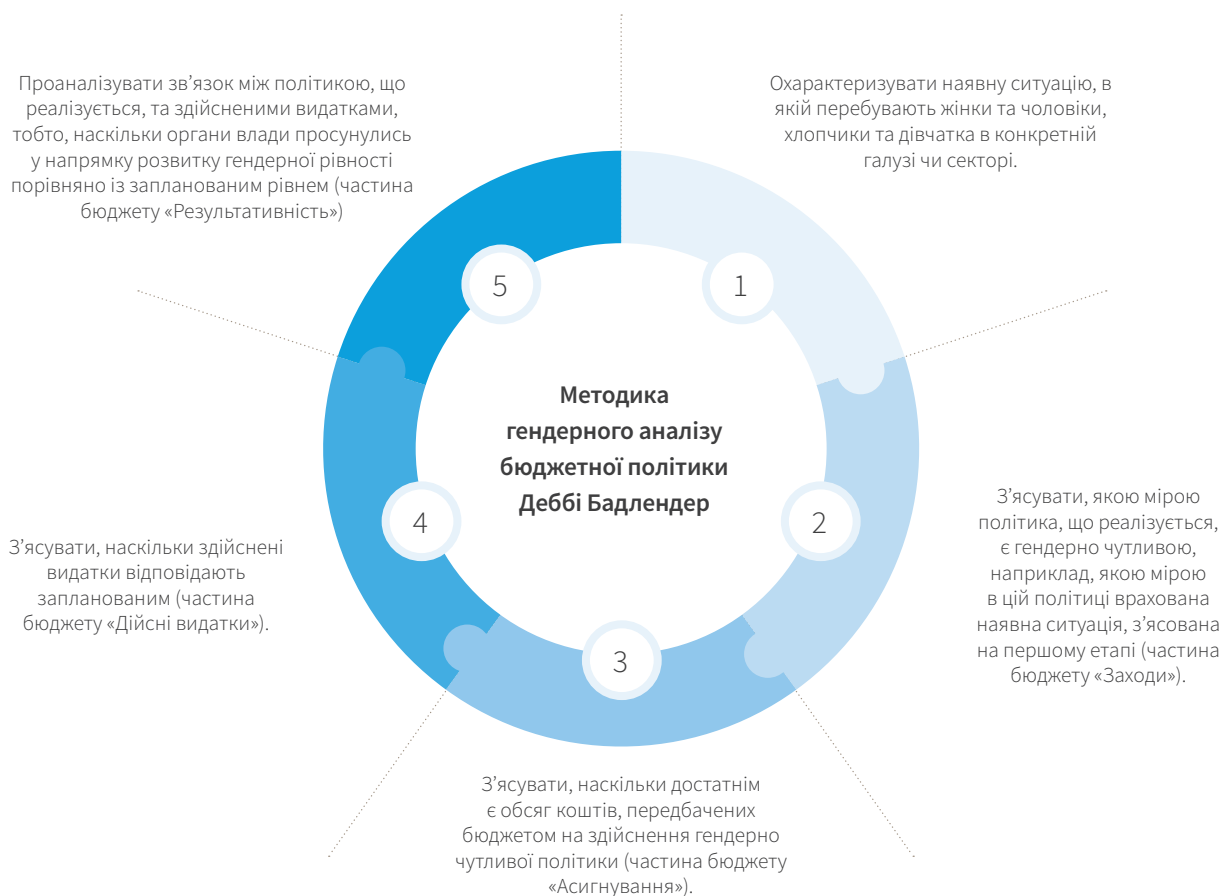 Методика
гендерного аналізу
бюджетної політики
Деббі Бадлендер
1
Охарактеризувати наявну ситуацію, в
якій перебувають жінки та чоловіки,
хлопчики та дівчатка в конкретній
галузі чи секторі.
2
З’ясувати, якою мірою
політика, що реалізується,
є гендерно чутливою,
наприклад, якою мірою
в цій політиці врахована
наявна ситуація, з’ясована
на першому етапі (частина
бюджету «Заходи»).
3
З’ясувати, наскільки достатнім
є обсяг коштів, передбачених
бюджетом на здійснення гендерно
чутливої політики (частина бюджету
«Асигнування»).
4
З’ясувати, наскільки здійснені
видатки відповідають
запланованим (частина
бюджету «Дійсні видатки»).
5
Проаналізувати зв’язок між політикою, що
реалізується, та здійсненими видатками,
тобто, наскільки органи влади просунулись
у напрямку розвитку гендерної рівності
порівняно із запланованим рівнем (частина
бюджету «Результативність»)